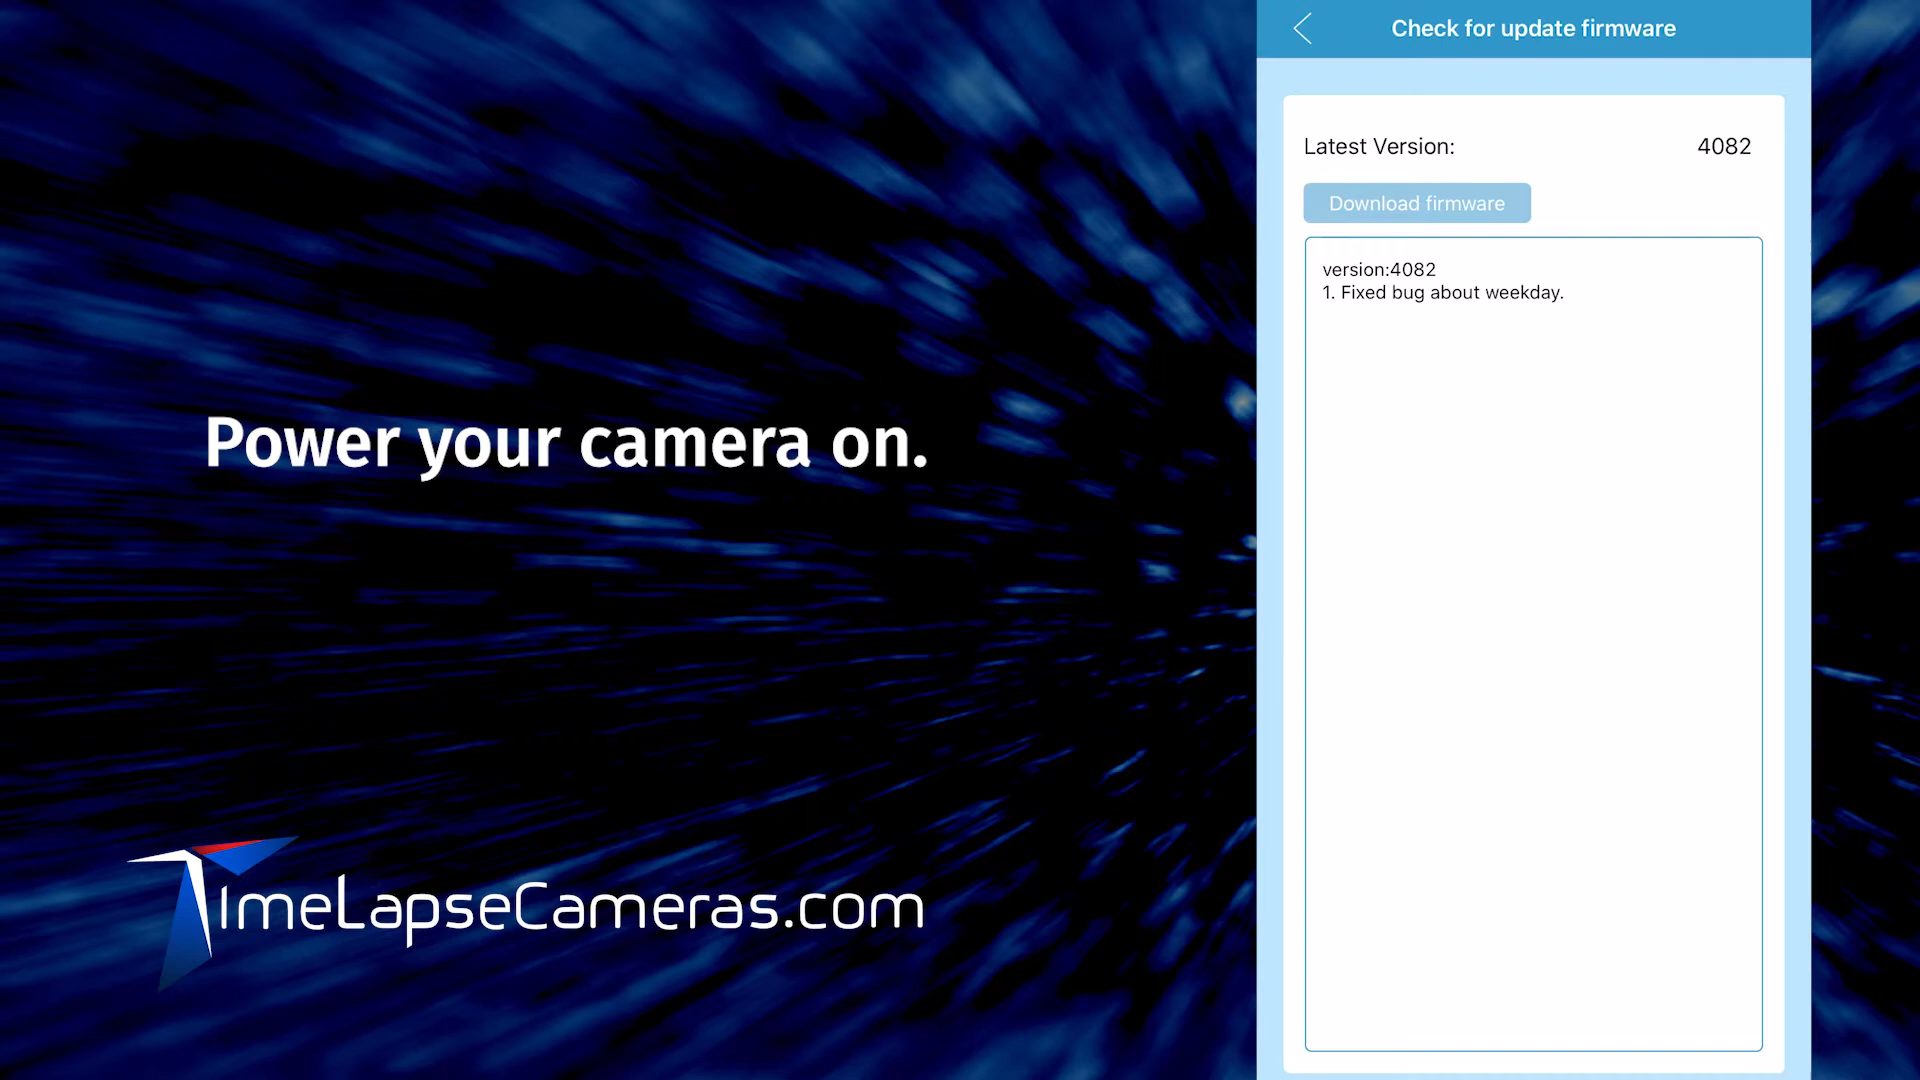 Power your camera on.
TimeLapseCameras.com
Check for update firmware
Latest Version: 4082
Download firmware
version:4082
1. Fixed bug about weekday.